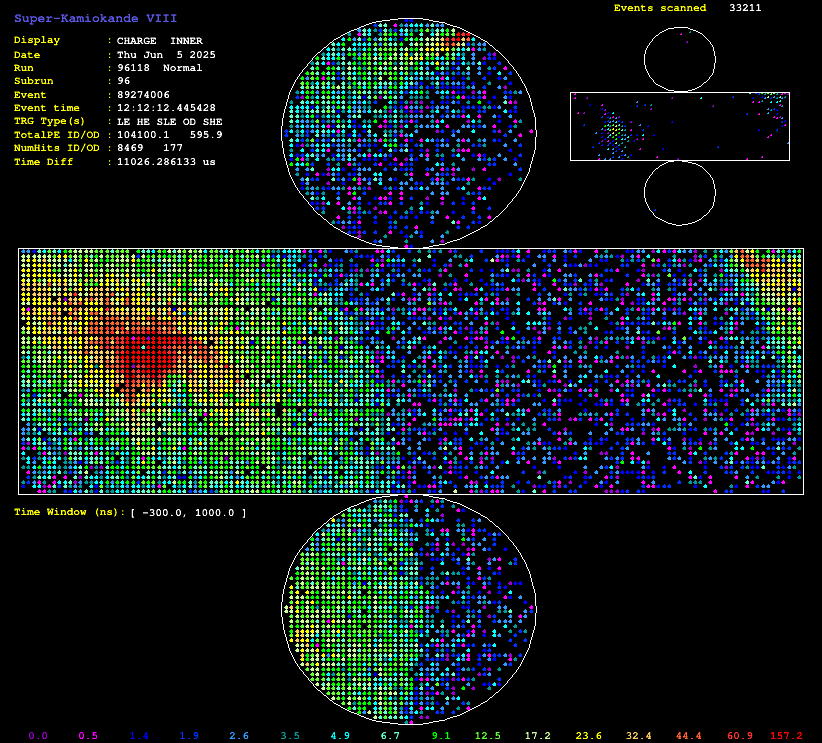 Super-Kamiokande VIII
Events scanned 33211
Display : CHARGE INNER
Date : Thu Jun 5 2025
Run : 96118 Normal
Subrun : 96
Event : 89274006
Event time : 12:12:12.445428
TRG Type(s) : LE HE SLE OD SHE
TotalPE ID/OD : 104100.1 595.9
NumHits ID/OD : 8469 177
Time Diff : 11026.286133 us
Time Window (ns): [ -300.0, 1000.0 ]
0.0 0.5 1.4 1.9 2.6 3.5 4.9 6.7 9.1 12.5 17.2 23.6 32.4 44.4 60.9 157.2